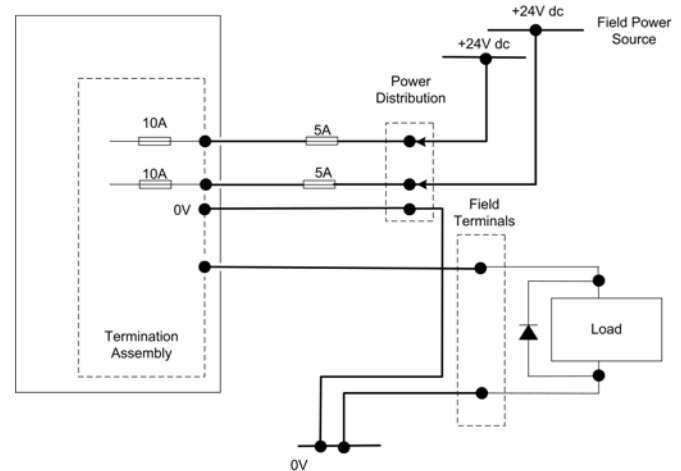 +24V dc
Field Power
Source
+24V dc
Power
Distribution
10A
5A
10A
5A
0V
Field
Terminals
Termination
Assembly
Load
0V